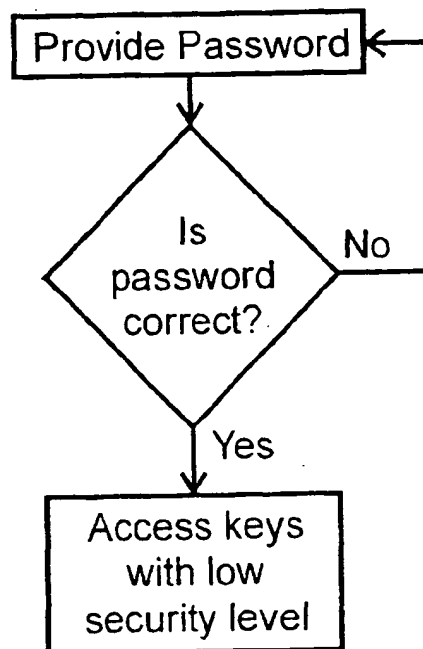 Provide Password
Is
password
correct?
No
Yes
Access keys
with low
security level